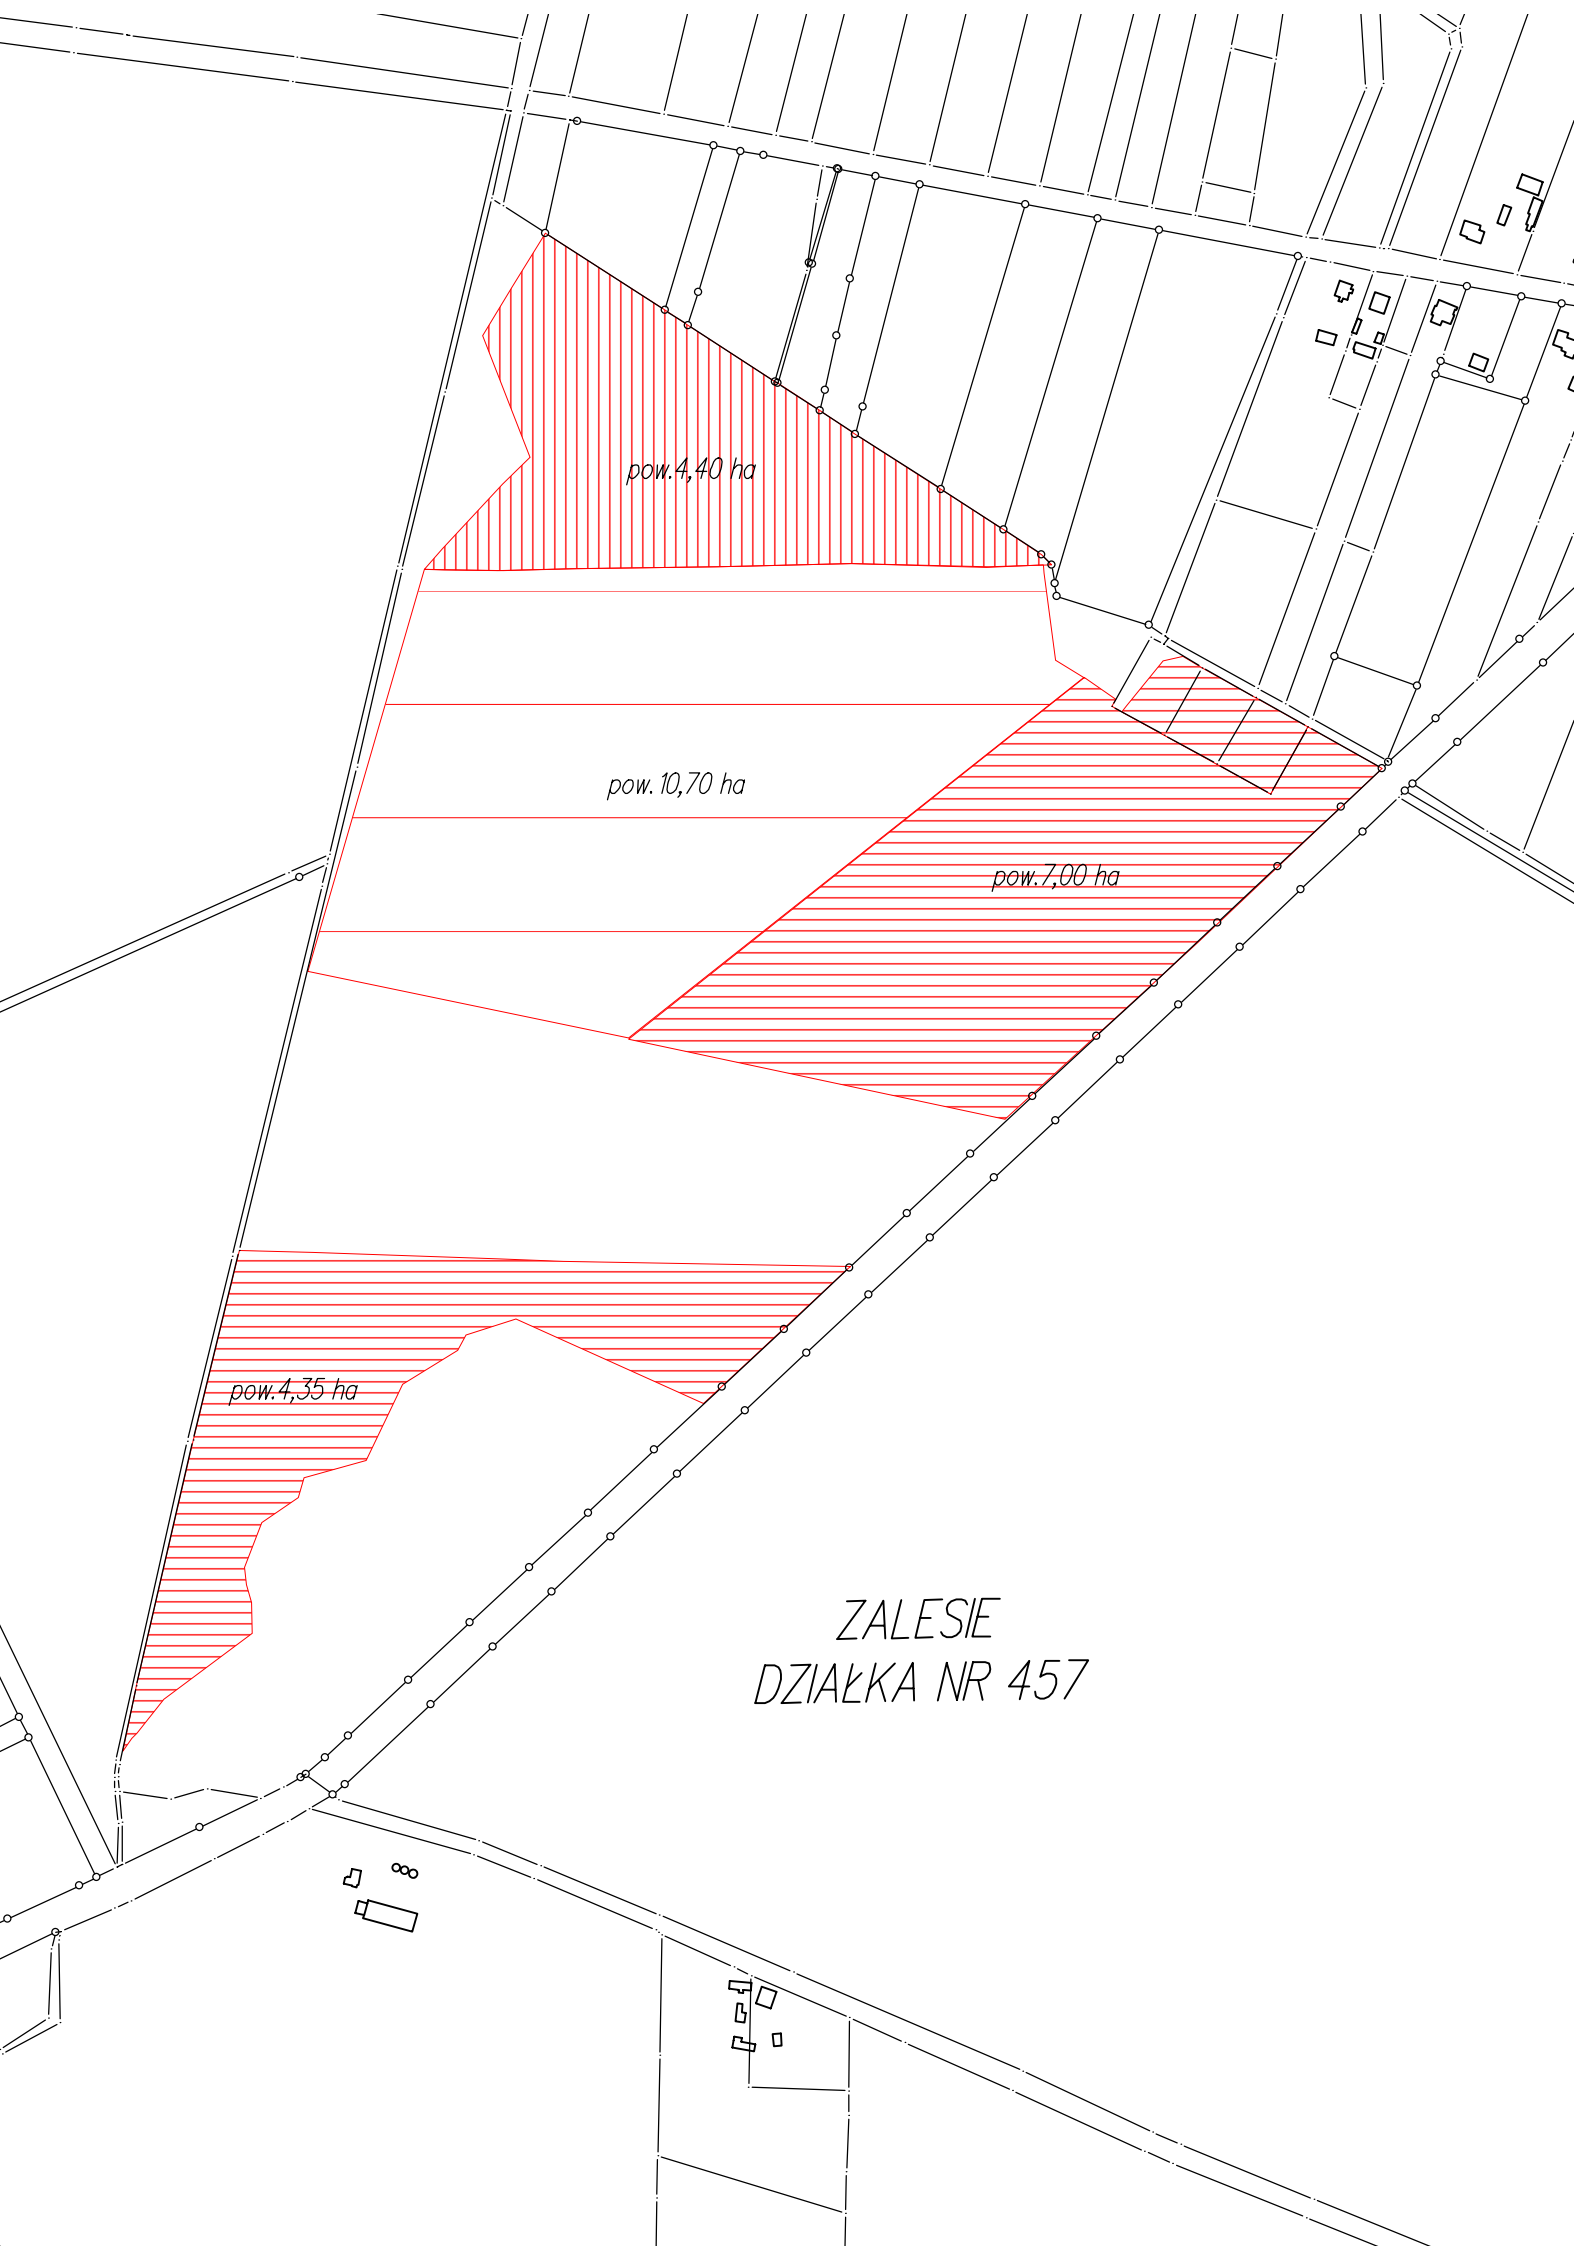 pow.4,40 ha
pow.10,70 ha
pow.7,00 ha
pow.4,35 ha
ZALESIE
DZIAŁKA NR 457